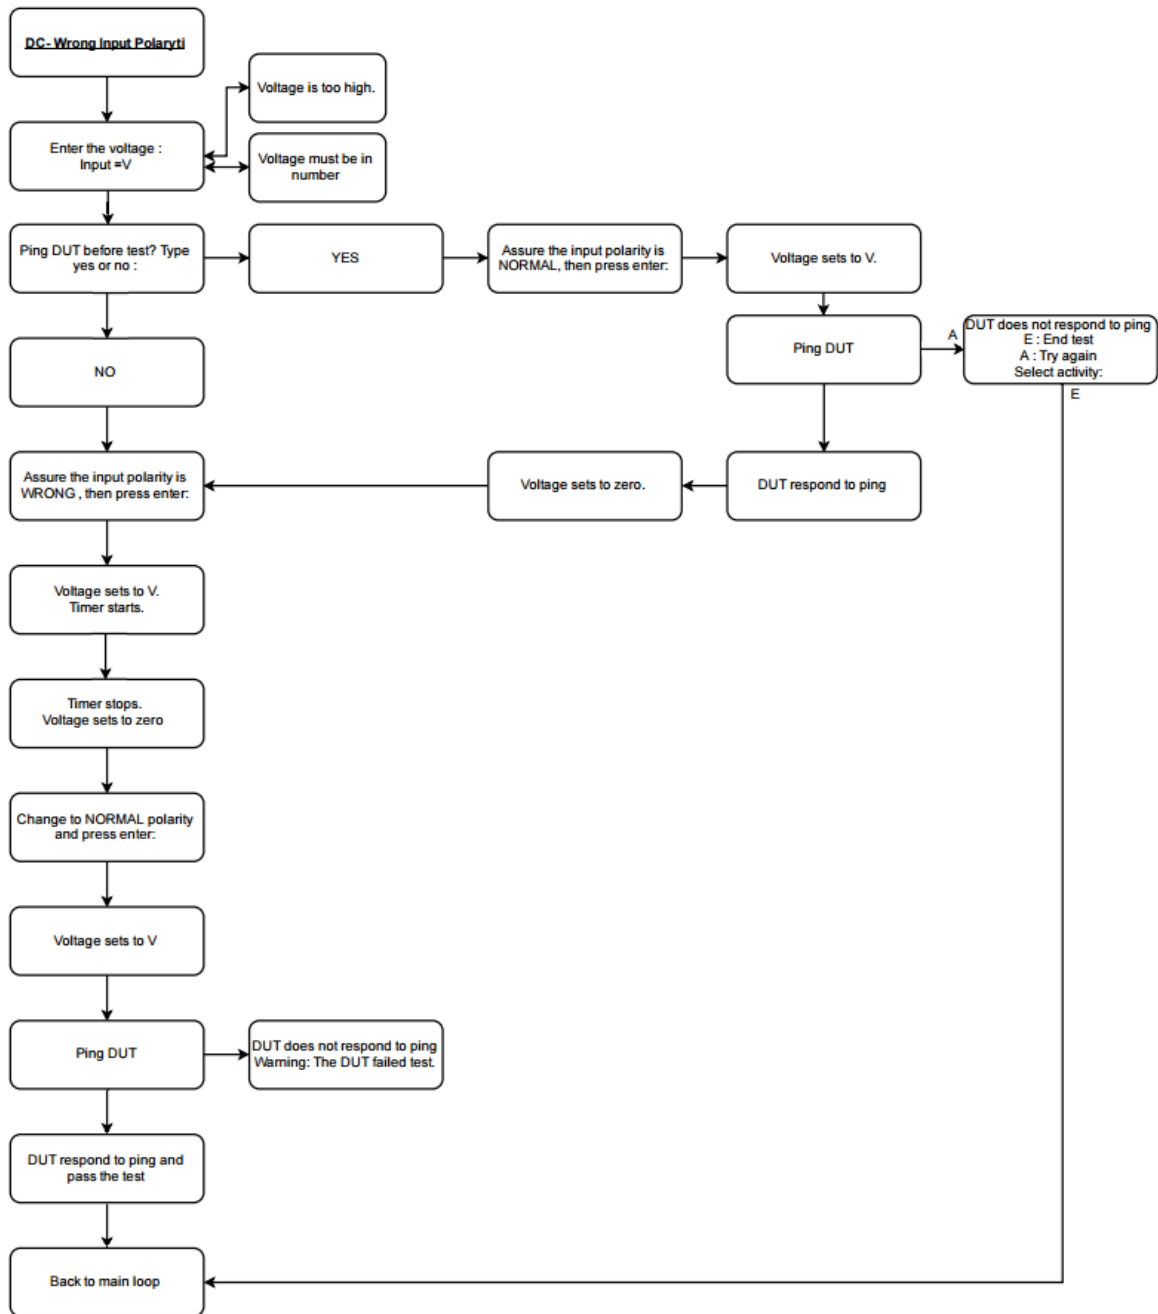 DC- Wrong Input Polaryti
Voltage is too high.
Enter the voltage :
Input =V
Voltage must be in
number
Ping DUT before test? Type
yes or no :
YES
Assure the input polarity is
NORMAL, then press enter:
Voltage sets to V.
Ping DUT
A
DUT does not respond to ping
E : End test
A : Try again
Select activity:
E
NO
Assure the input polarity is
WRONG , then press enter:
Voltage sets to zero.
DUT respond to ping
Voltage sets to V.
Timer starts.
Timer stops.
Voltage sets to zero
Change to NORMAL polarity
and press enter:
Voltage sets to V
Ping DUT
DUT does not respond to ping
Warning: The DUT failed test.
DUT respond to ping and
pass the test
Back to main loop